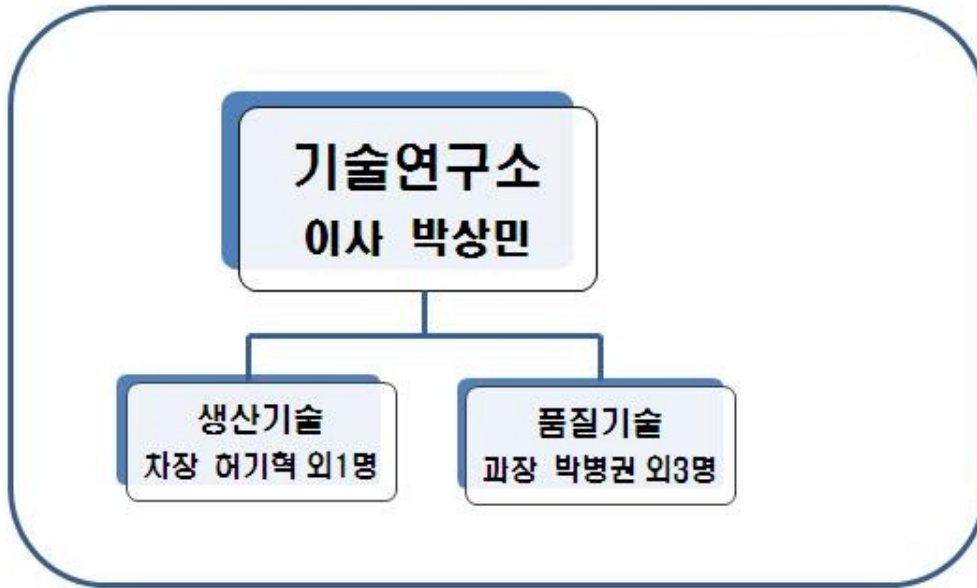 기술연구소
이사 박상민
생산기술
차장 허기혁 외1명
품질기술
과장 박병권 외3명